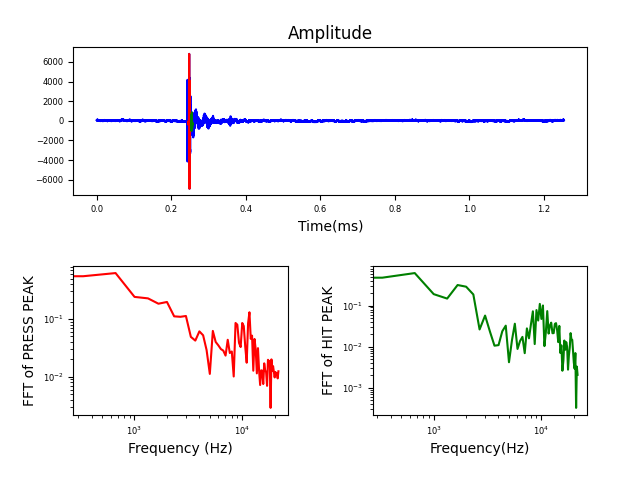 Amplitude
6000
4000
2000
0
−2000
−4000
−6000
0.0 0.2 0.4 0.6 0.8 1.0 1.2
Time(ms)
FFT of PRESS PEAK
10⁻¹
10⁻²
10³ 10⁴
Frequency (Hz)
FFT of HIT PEAK
10⁻¹
10⁻²
10⁻³
10³ 10⁴
Frequency(Hz)